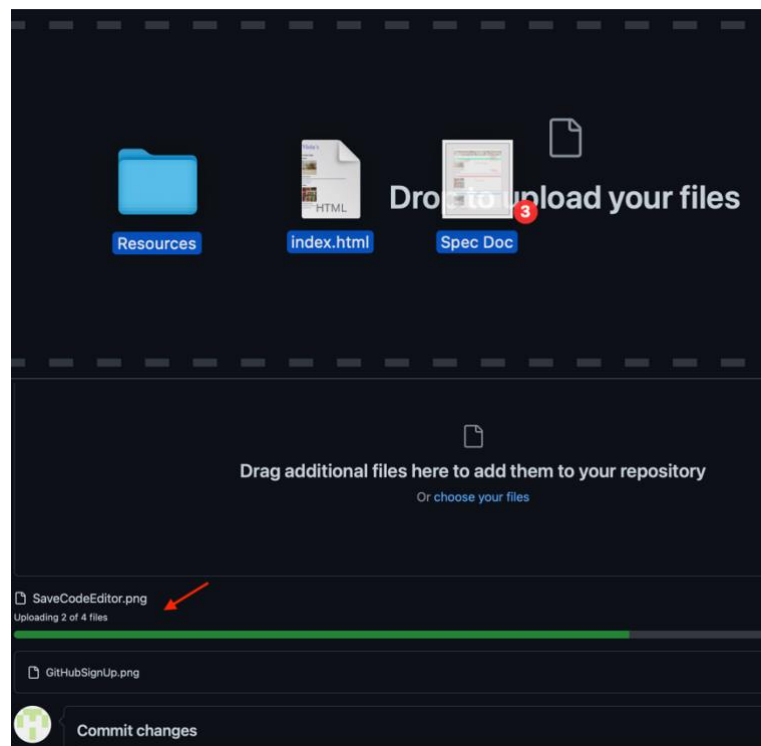 HTML
Drop to upload your files
3
Resources
index.html
Spec Doc
Drag additional files here to add them to your repository
Or choose your files
SaveCodeEditor.png
Uploading 2 of 4 files
GitHubSignUp.png
Commit changes